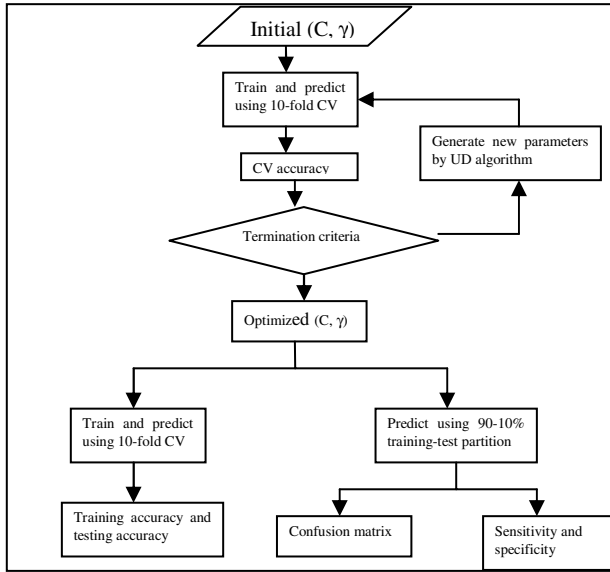 Initial (C, γ)
Train and predict
using 10-fold CV
Generate new parameters
by UD algorithm
CV accuracy
Termination criteria
Optimized (C, γ)
Train and predict
using 10-fold CV
Predict using 90-10%
training-test partition
Training accuracy and
testing accuracy
Confusion matrix
Sensitivity and
specificity